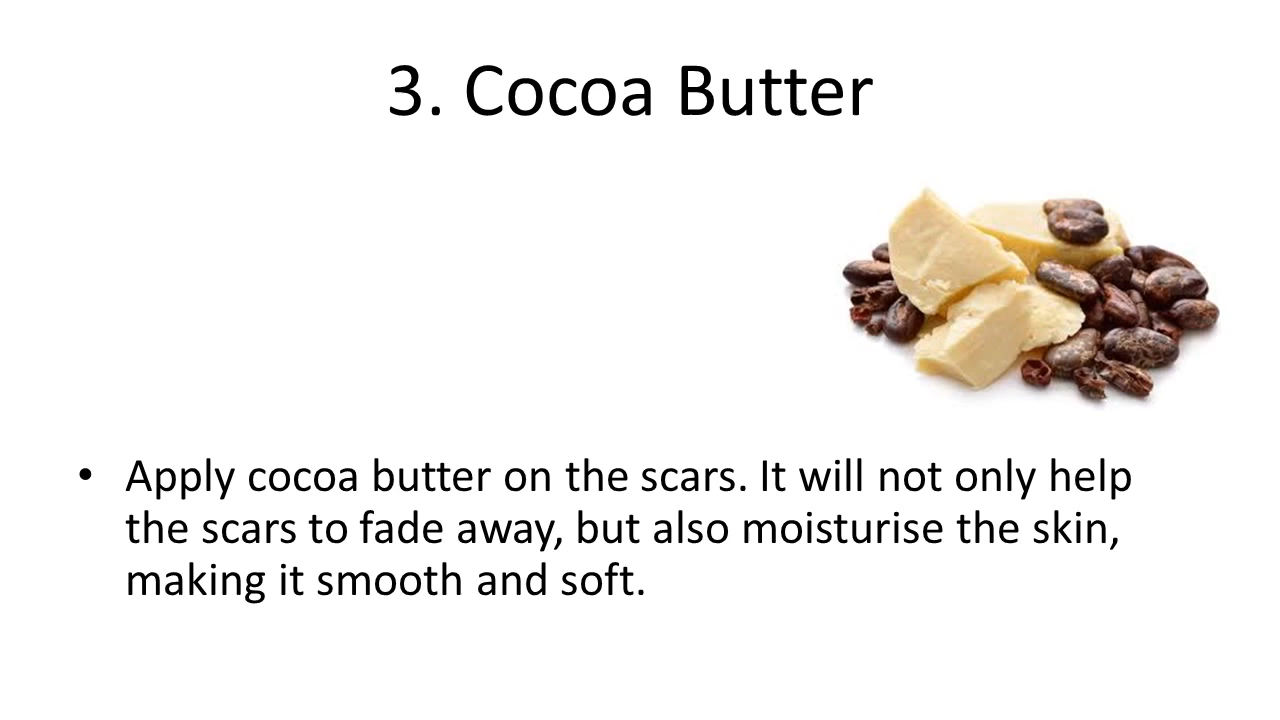 3. Cocoa Butter
• Apply cocoa butter on the scars. It will not only help
the scars to fade away, but also moisturise the skin,
making it smooth and soft.